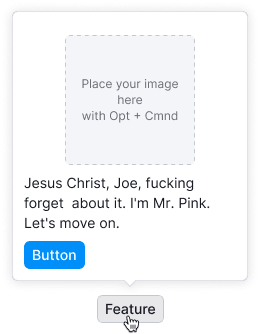 Place your image
here
with Opt + Cmnd
Jesus Christ, Joe, fucking
forget  about it. I'm Mr. Pink.
Let's move on.
Button
Feature